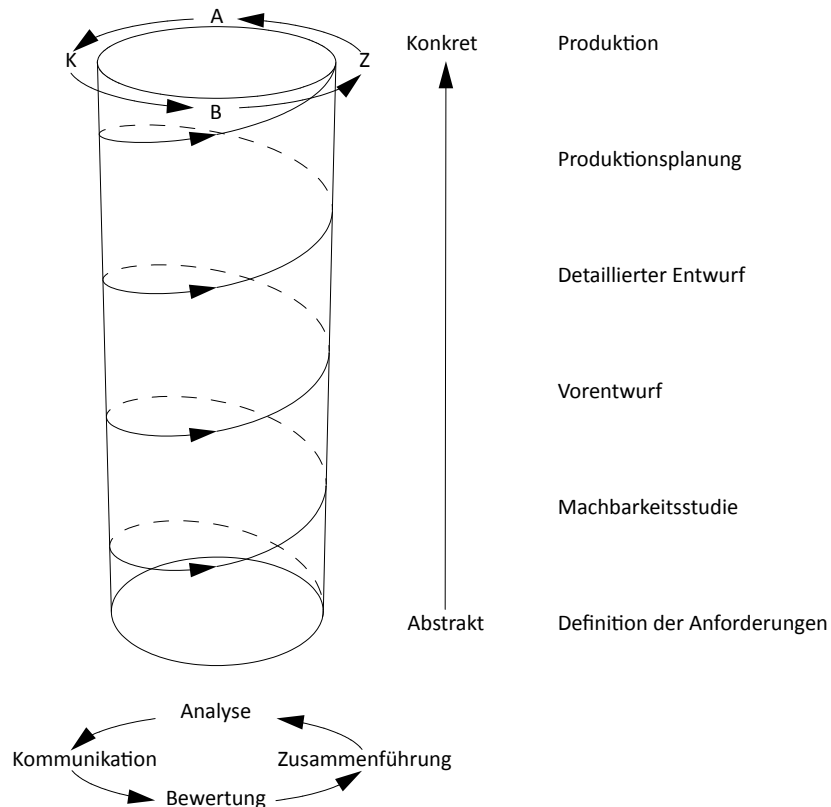 A
K
Z
B
Konkret
Produktion
Produktionsplanung
Detaillierter Entwurf
Vorentwurf
Machbarkeitsstudie
Abstrakt
Definition der Anforderungen
Analyse
Kommunikation
Zusammenführung
Bewertung